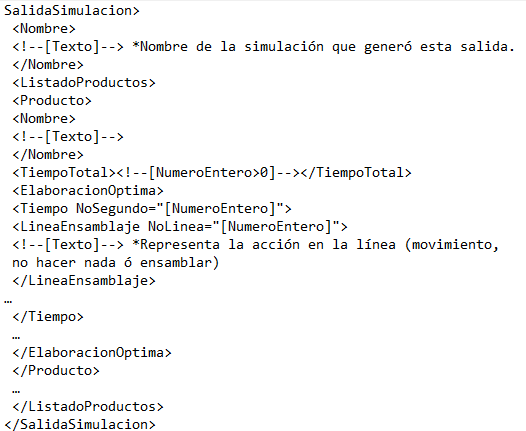 SalidaSimulacion>
<Nombre>
<!--[Texto]--> *Nombre de la simulación que generó esta salida.
</Nombre>
<ListadoProductos>
<Producto>
<Nombre>
<!--[Texto]-->
</Nombre>
<TiempoTotal><!--[NumeroEntero>0]--></TiempoTotal>
<ElaboracionOptima>
<Tiempo NoSegundo="[NumeroEntero]">
<LineaEnsamblaje NoLinea="[NumeroEntero]">
<!--[Texto]--> *Representa la acción en la línea (movimiento,
no hacer nada ó ensamblar)
</LineaEnsamblaje>
…
</Tiempo>
…
</ElaboracionOptima>
</Producto>
…
</ListadoProductos>
</SalidaSimulacion>